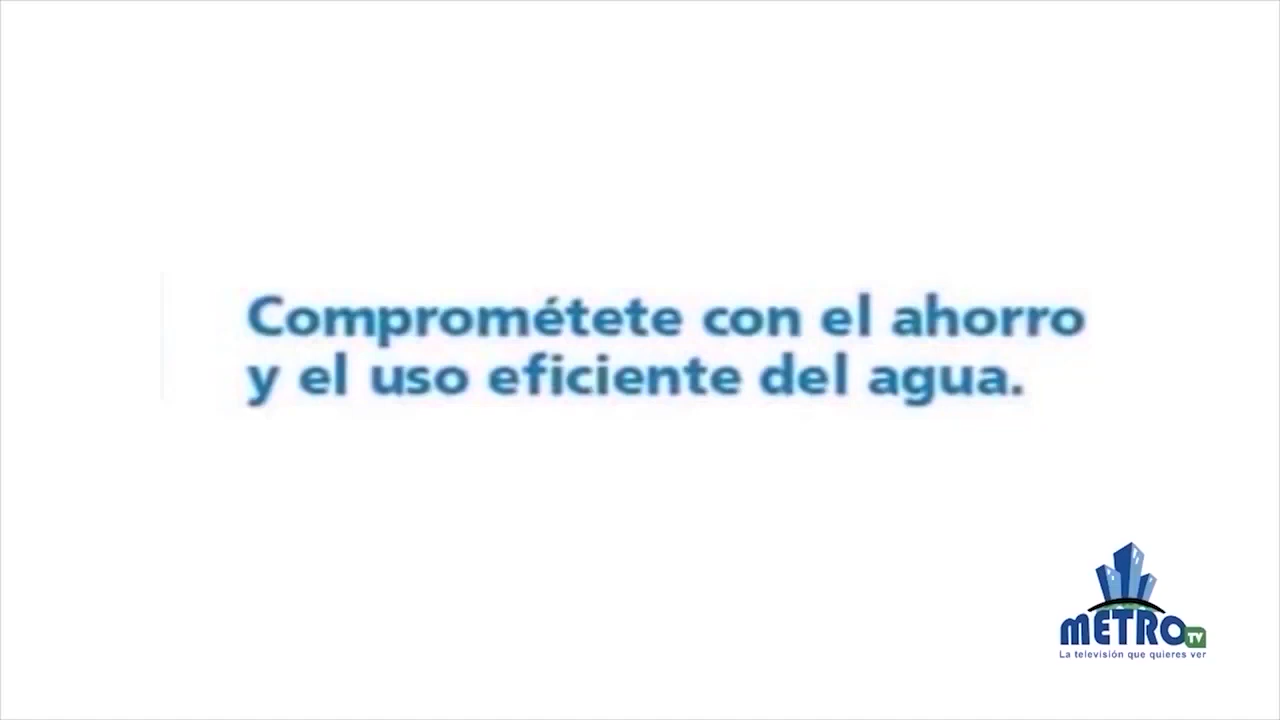 Comprométete con el ahorro
y el uso eficiente del agua.
METRO TV
La televisión que quieres ver